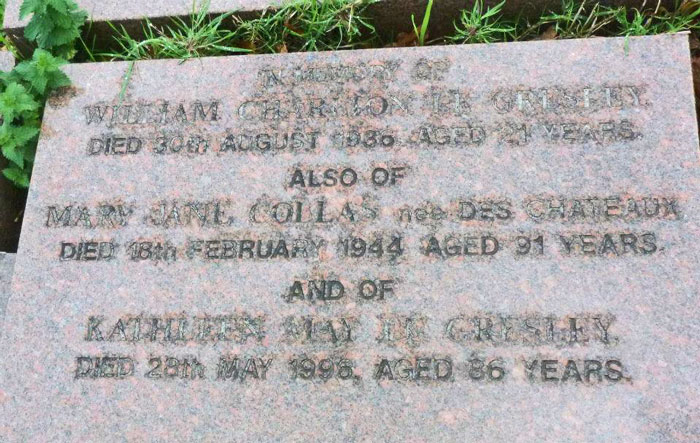 IN MEMORY OF
WILLIAM LE GRESLEY.
DIED 30th AUGUST 1936. AGED 21 YEARS.
ALSO OF
MARY JANE COLLAS née DES CHATEAUX
DIED 18th FEBRUARY 1944. AGED 91 YEARS.
AND OF
KATHLEEN MAY LE GRESLEY.
DIED 28th MAY AGED 86 YEARS.